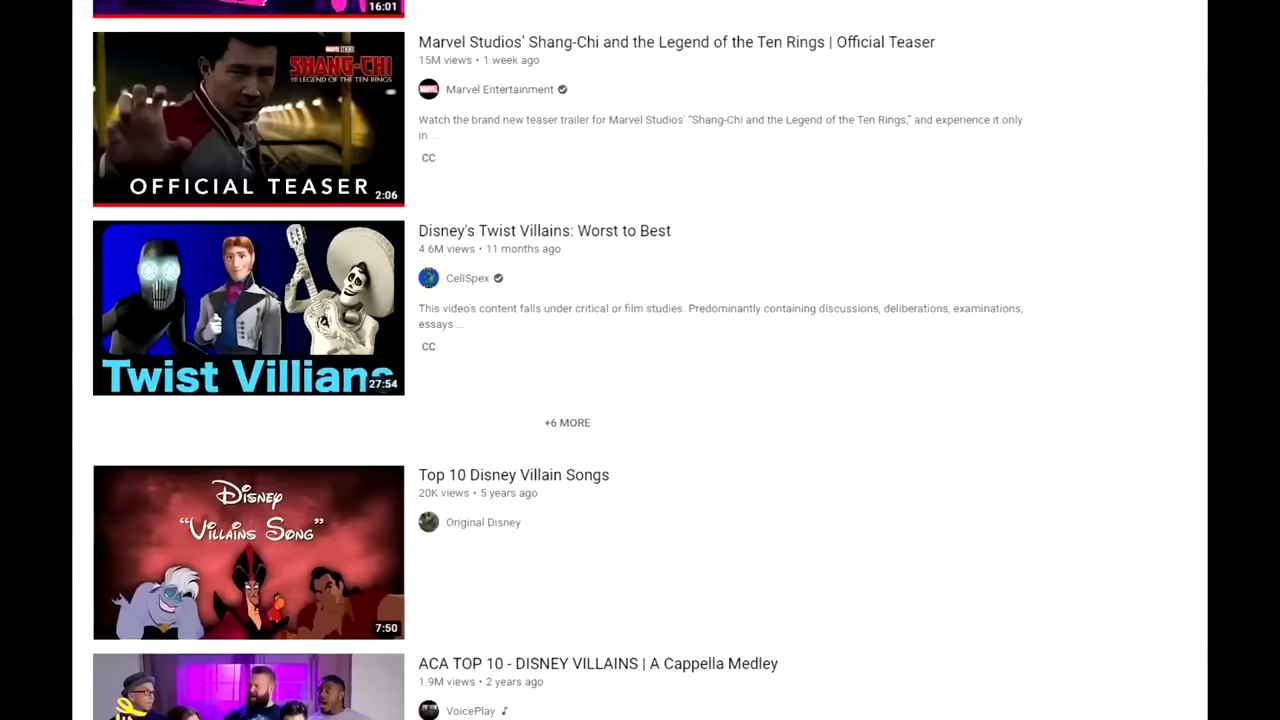 16:01
MARVEL STUDIOS
SHANG-CHI
AND THE LEGEND OF THE TEN RINGS
OFFICIAL TEASER
2:06
Marvel Studios' Shang-Chi and the Legend of the Ten Rings | Official Teaser
15M views • 1 week ago
MARVEL
Marvel Entertainment
Watch the brand new teaser trailer for Marvel Studios' "Shang-Chi and the Legend of the Ten Rings," and experience it only
in ...
CC
Twist Villians
27:54
Disney's Twist Villains: Worst to Best
4.6M views • 11 months ago
CellSpex
This video's content falls under critical or film studies. Predominantly containing discussions, deliberations, examinations,
essays ...
CC
+6 MORE
DISNEY
"VILLAINS SONG"
7:50
Top 10 Disney Villain Songs
20K views • 5 years ago
Original Disney
ACA TOP 10 - DISNEY VILLAINS | A Cappella Medley
1.9M views • 2 years ago
VoicePlay